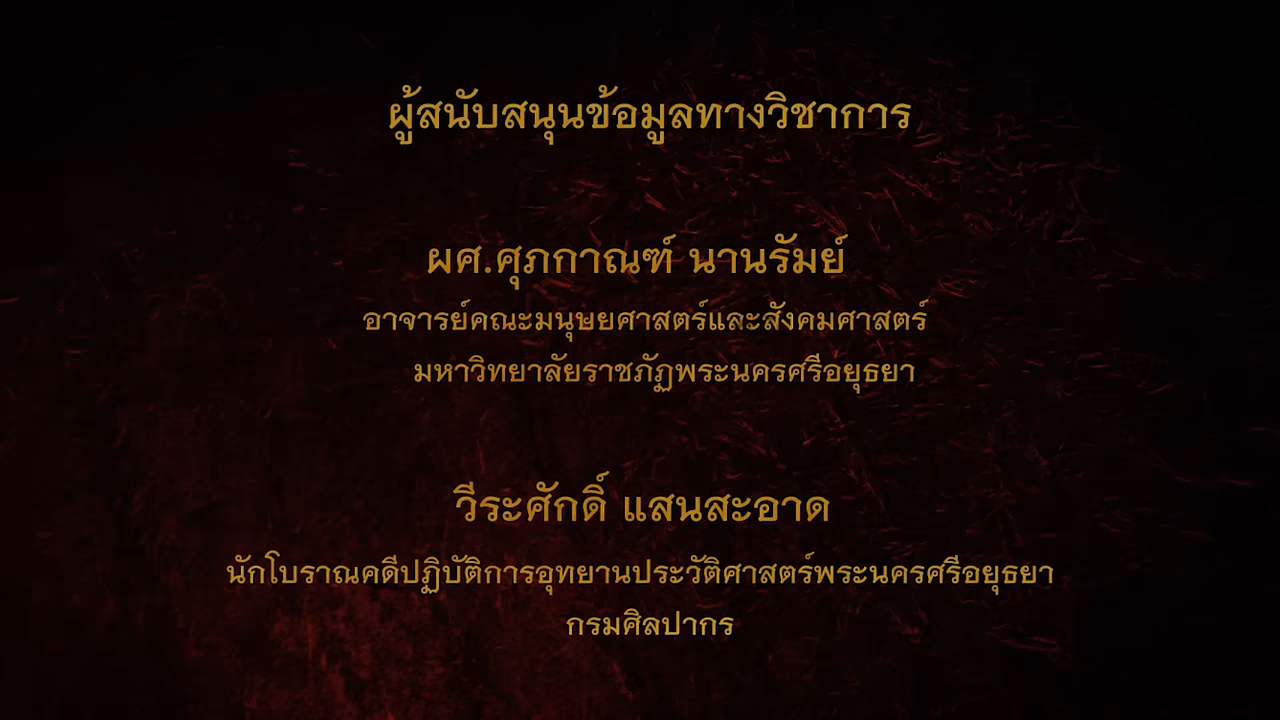 ผู้สนับสนุนข้อมูลทางวิชาการ
ผศ.ศุภกาณฑ์ นานรัมย์
อาจารย์คณะมนุษยศาสตร์และสังคมศาสตร์
มหาวิทยาลัยราชภัฏพระนครศรีอยุธยา
วีระศักดิ์ แสนสะอาด
นักโบราณคดีปฏิบัติการอุทยานประวัติศาสตร์พระนครศรีอยุธยา
กรมศิลปากร